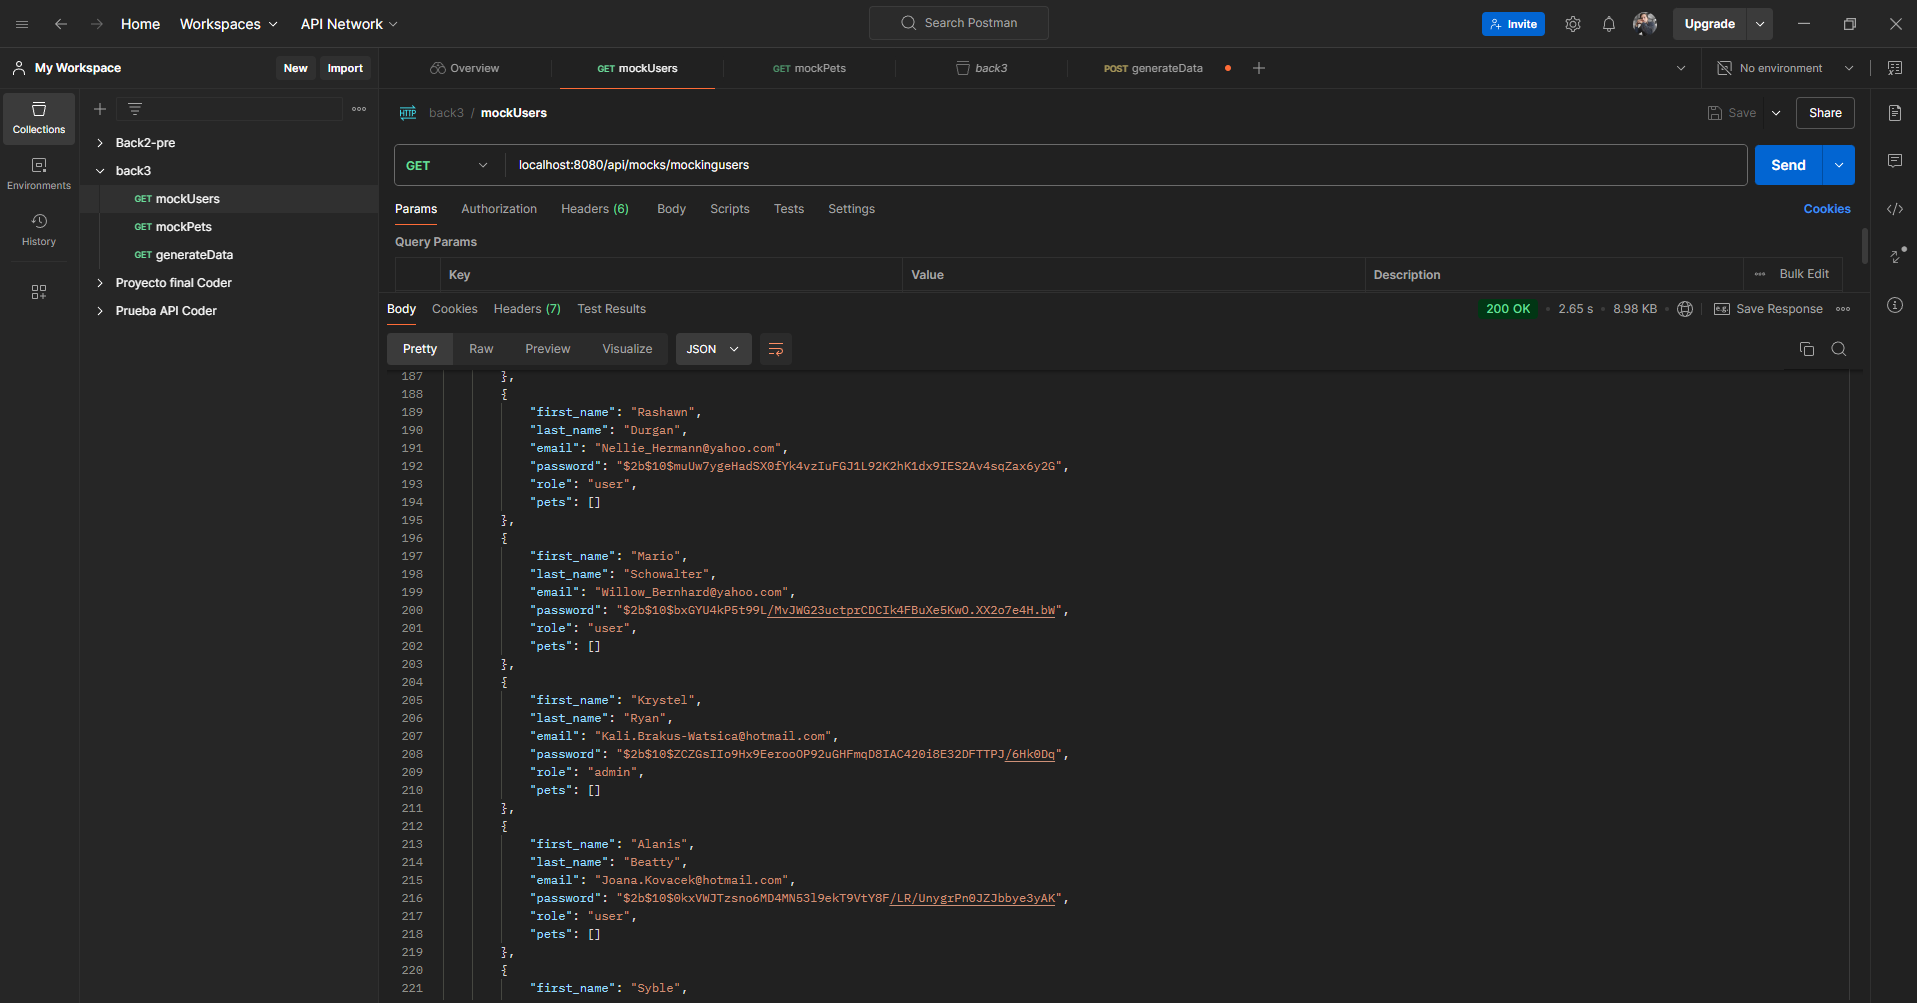 Home Workspaces API Network Search Postman Invite Upgrade
My Workspace New Import Overview GET mockUsers GET mockPets back3 POST generateData No environment
Collections
Environments
History
Back2-pre
back3
GET mockUsers
GET mockPets
GET generateData
Proyecto final Coder
Prueba API Coder
HTTP back3 / mockUsers Save Share
GET localhost:8080/api/mocks/mockingusers Send
Params Authorization Headers (6) Body Scripts Tests Settings Cookies
Query Params
Key Value Description Bulk Edit
Body Cookies Headers (7) Test Results 200 OK 2.65 s 8.98 KB e.g. Save Response
Pretty Raw Preview Visualize JSON
187 },
188 {
189 "first_name": "Rashawn",
190 "last_name": "Durgan",
191 "email": "Nellie_Hermann@yahoo.com",
192 "password": "$2b$10$muUw7ygeHadSX0fYk4vzIuFGJ1L92K2hK1dx9IES2Av4sqZax6y2G",
193 "role": "user",
194 "pets": []
195 },
196 {
197 "first_name": "Mario",
198 "last_name": "Schowalter",
199 "email": "Willow_Bernhard@yahoo.com",
200 "password": "$2b$10$bxGYU4kP5t99L/MvJWG23uctprCDCIk4FBuXe5KwO.XX2o7e4H.bW",
201 "role": "user",
202 "pets": []
203 },
204 {
205 "first_name": "Krystel",
206 "last_name": "Ryan",
207 "email": "Kali.Brakus-Watsica@hotmail.com",
208 "password": "$2b$10$ZCZGsIIo9Hx9EerooOP92uGHFmqD8IAC420i8E32DFTTPJ/6Hk0Dq",
209 "role": "admin",
210 "pets": []
211 },
212 {
213 "first_name": "Alanis",
214 "last_name": "Beatty",
215 "email": "Joana.Kovacek@hotmail.com",
216 "password": "$2b$10$0kxVWJTzsno6MD4MN53l9ekT9VtY8F/LR/UnygrPn0JZJbbye3yAK",
217 "role": "user",
218 "pets": []
219 },
220 {
221 "first_name": "Syble",